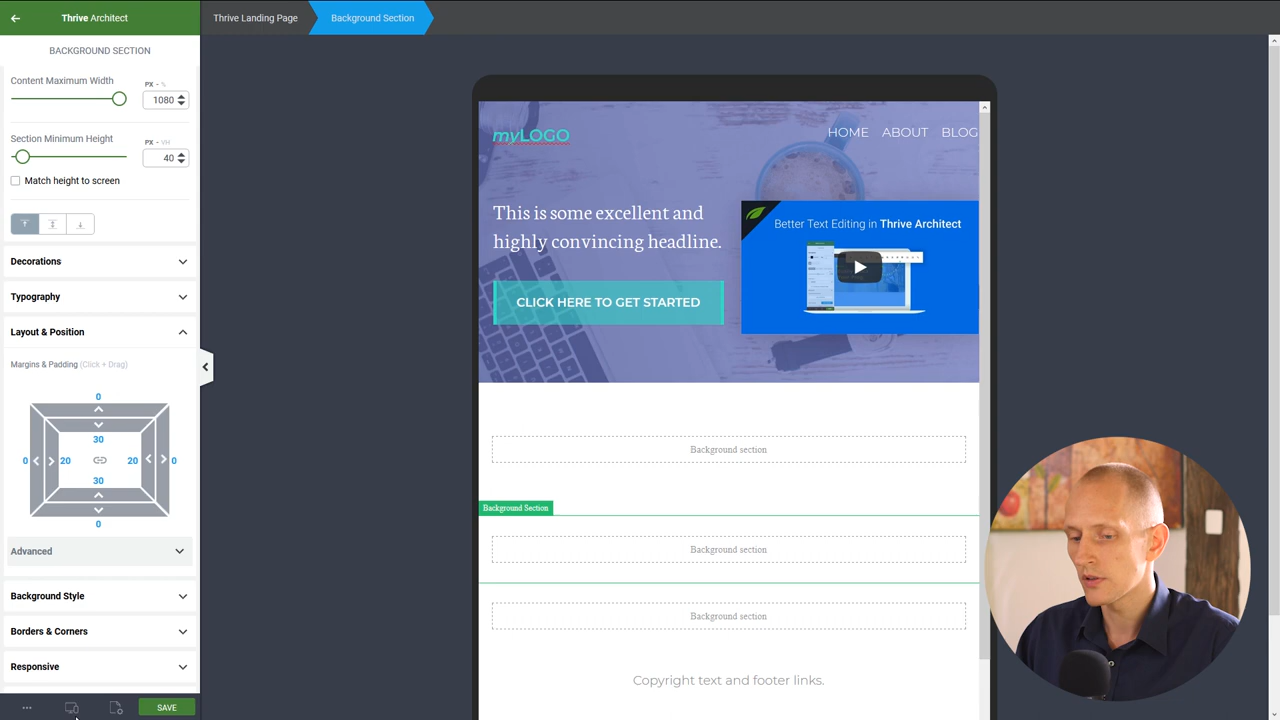 Thrive Architect
Thrive Landing Page
Background Section
BACKGROUND SECTION
Content Maximum Width
PX - %
1080
Section Minimum Height
PX - VH
40
Match height to screen
Decorations
Typography
Layout & Position
Margins & Padding (Click + Drag)
0
30
0 20 20 0
30
0
Advanced
Background Style
Borders & Corners
Responsive
SAVE
myLOGO
HOME ABOUT BLOG
This is some excellent and
highly convincing headline.
CLICK HERE TO GET STARTED
Better Text Editing in Thrive Architect
Background section
Background Section
Background section
Background section
Copyright text and footer links.